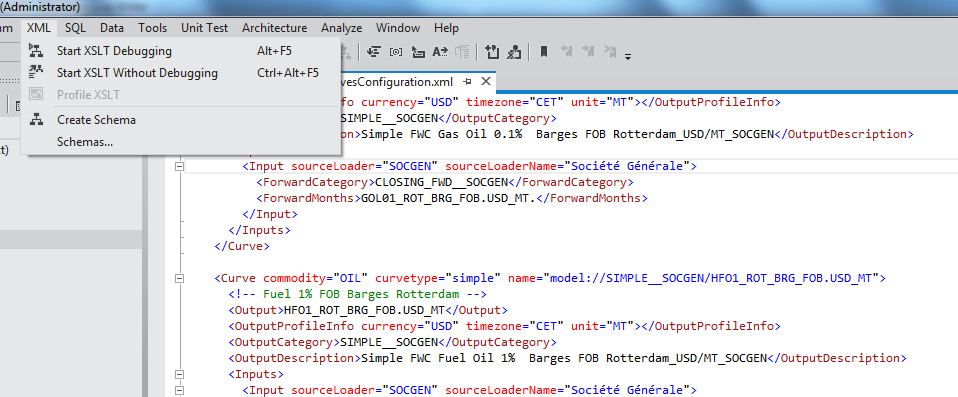 (Administrator)
m XML SQL Data Tools Unit Test Architecture Analyze Window Help
Start XSLT Debugging Alt+F5
Start XSLT Without Debugging Ctrl+Alt+F5
Profile XSLT
Create Schema
Schemas...
t)
vesConfiguration.xml
fo currency="USD" timezone="CET" unit="MT"></OutputProfileInfo>
SIMPLE__SOCGEN</OutputCategory>
on>Simple FWC Gas Oil 0.1%  Barges FOB Rotterdam_USD/MT_SOCGEN</OutputDescription>
<Input sourceLoader="SOCGEN" sourceLoaderName="Société Générale">
<ForwardCategory>CLOSING_FWD__SOCGEN</ForwardCategory>
<ForwardMonths>GOL01_ROT_BRG_FOB.USD_MT.</ForwardMonths>
</Input>
</Inputs>
</Curve>
<Curve commodity="OIL" curvetype="simple" name="model://SIMPLE__SOCGEN/HFO1_ROT_BRG_FOB.USD_MT">
<!-- Fuel 1% FOB Barges Rotterdam -->
<Output>HFO1_ROT_BRG_FOB.USD_MT</Output>
<OutputProfileInfo currency="USD" timezone="CET" unit="MT"></OutputProfileInfo>
<OutputCategory>SIMPLE__SOCGEN</OutputCategory>
<OutputDescription>Simple FWC Fuel Oil 1%  Barges FOB Rotterdam_USD/MT_SOCGEN</OutputDescription>
<Inputs>
<Input sourceLoader="SOCGEN" sourceLoaderName="Société Générale">